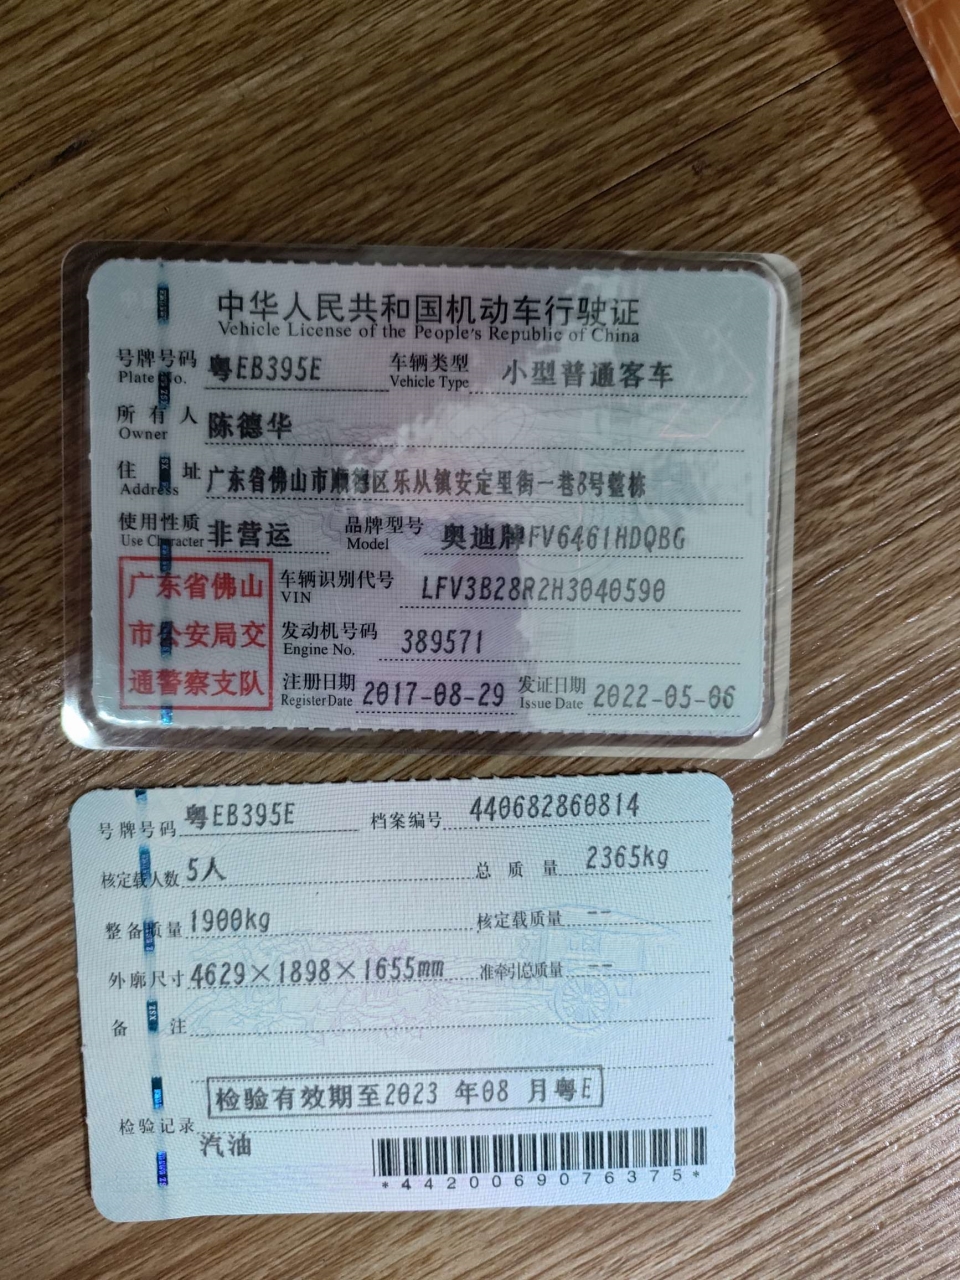 中华人民共和国机动车行驶证
Vehicle License of the People's Republic of China
号牌号码 粤EB395E 车辆类型 小型普通客车
Plate No. Vehicle Type
所有人 陈德华
Owner
住址 广东省佛山市顺德区乐从镇安定里街一巷8号整栋
Address
使用性质 非营运 品牌型号 奥迪牌FV6461HDQBG
Use Character Model
广东省佛山
市公安局交
通警察支队
车辆识别代号 LFV3B28R2H3040590
VIN
发动机号码 389571
Engine No.
注册日期 2017-08-29 发证日期 2022-05-06
Register Date Issue Date
号牌号码 粤EB395E 档案编号 440682860814
核定载人数 5人 总质量 2365kg
整备质量 1900kg 核定载质量 --
外廓尺寸 4629×1898×1655mm 准牵引总质量 --
备注
检验有效期至2023 年08 月粤E
检验记录
汽油
*4420069076375*